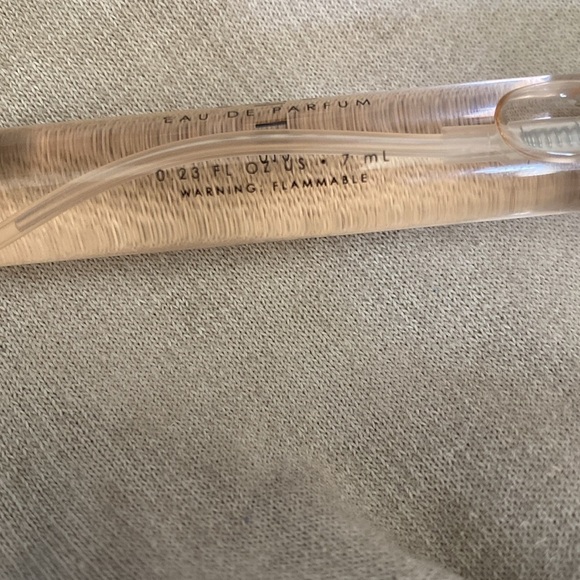 EAU DE PARFUM
0.23 FL OZ US • 7 mL
WARNING: FLAMMABLE